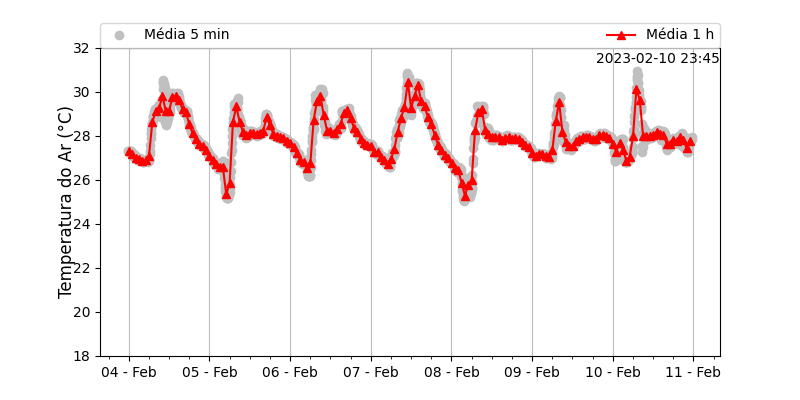 Média 5 min
Média 1 h
2023-02-10 23:45
Temperatura do Ar (°C)
32
30
28
26
24
22
20
18
04 - Feb
05 - Feb
06 - Feb
07 - Feb
08 - Feb
09 - Feb
10 - Feb
11 - Feb